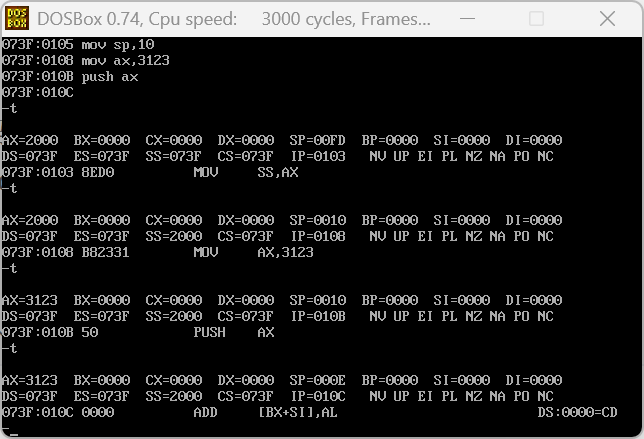 DOS BOX DOSBox 0.74, Cpu speed: 3000 cycles, Frames...
073F:0105 mov sp,10
073F:0108 mov ax,3123
073F:010B push ax
073F:010C
-t
AX=2000 BX=0000 CX=0000 DX=0000 SP=00FD BP=0000 SI=0000 DI=0000
DS=073F ES=073F SS=073F CS=073F IP=0103 NV UP EI PL NZ NA PO NC
073F:0103 8ED0 MOV SS,AX
-t
AX=2000 BX=0000 CX=0000 DX=0000 SP=0010 BP=0000 SI=0000 DI=0000
DS=073F ES=073F SS=2000 CS=073F IP=0108 NV UP EI PL NZ NA PO NC
073F:0108 B82331 MOV AX,3123
-t
AX=3123 BX=0000 CX=0000 DX=0000 SP=0010 BP=0000 SI=0000 DI=0000
DS=073F ES=073F SS=2000 CS=073F IP=010B NV UP EI PL NZ NA PO NC
073F:010B 50 PUSH AX
-t
AX=3123 BX=0000 CX=0000 DX=0000 SP=000E BP=0000 SI=0000 DI=0000
DS=073F ES=073F SS=2000 CS=073F IP=010C NV UP EI PL NZ NA PO NC
073F:010C 0000 ADD [BX+SI],AL DS:0000=CD
-_